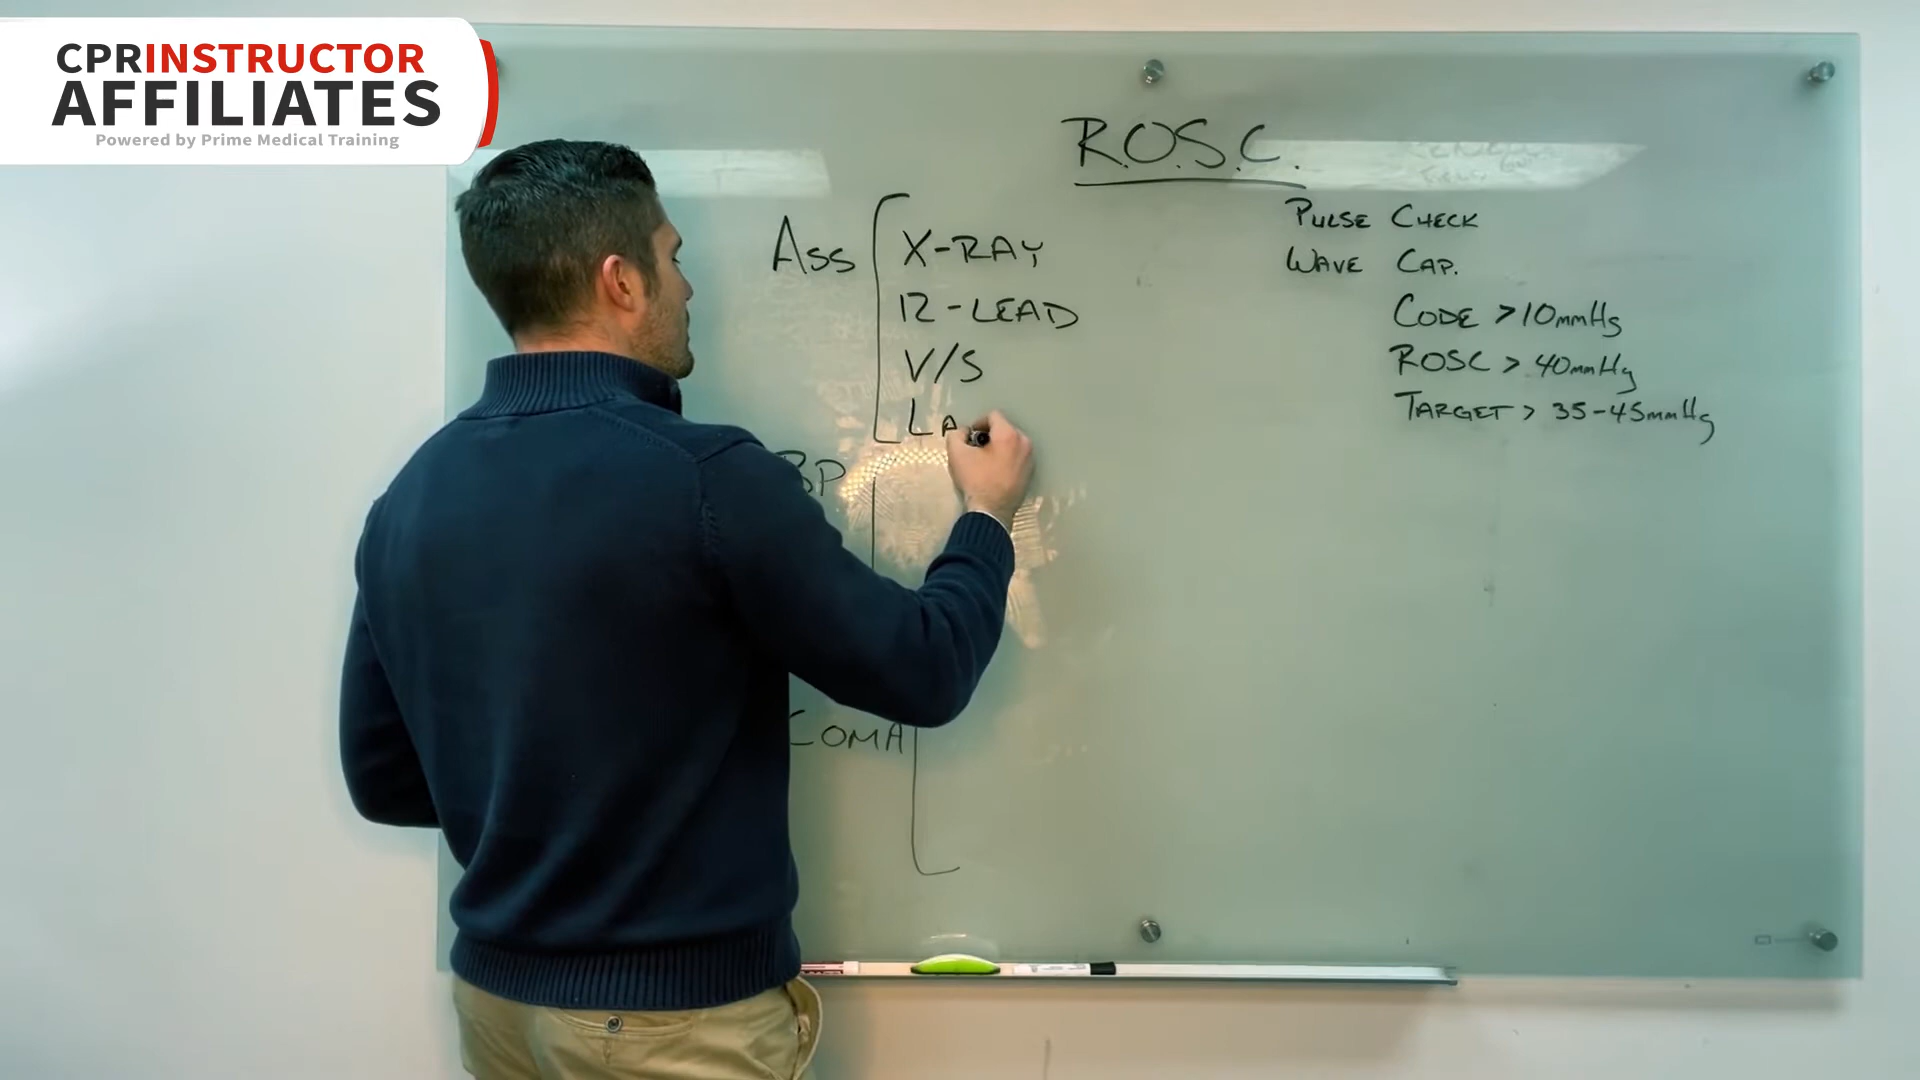 CPRINSTRUCTOR
AFFILIATES
Powered by Prime Medical Training
R.O.S.C.
Ass
X-RAY
12-LEAD
V/S
LA
BP
COMA
PULSE CHECK
WAVE CAP.
CODE >10mmHg
ROSC > 40mmHg
TARGET > 35-45mmHg